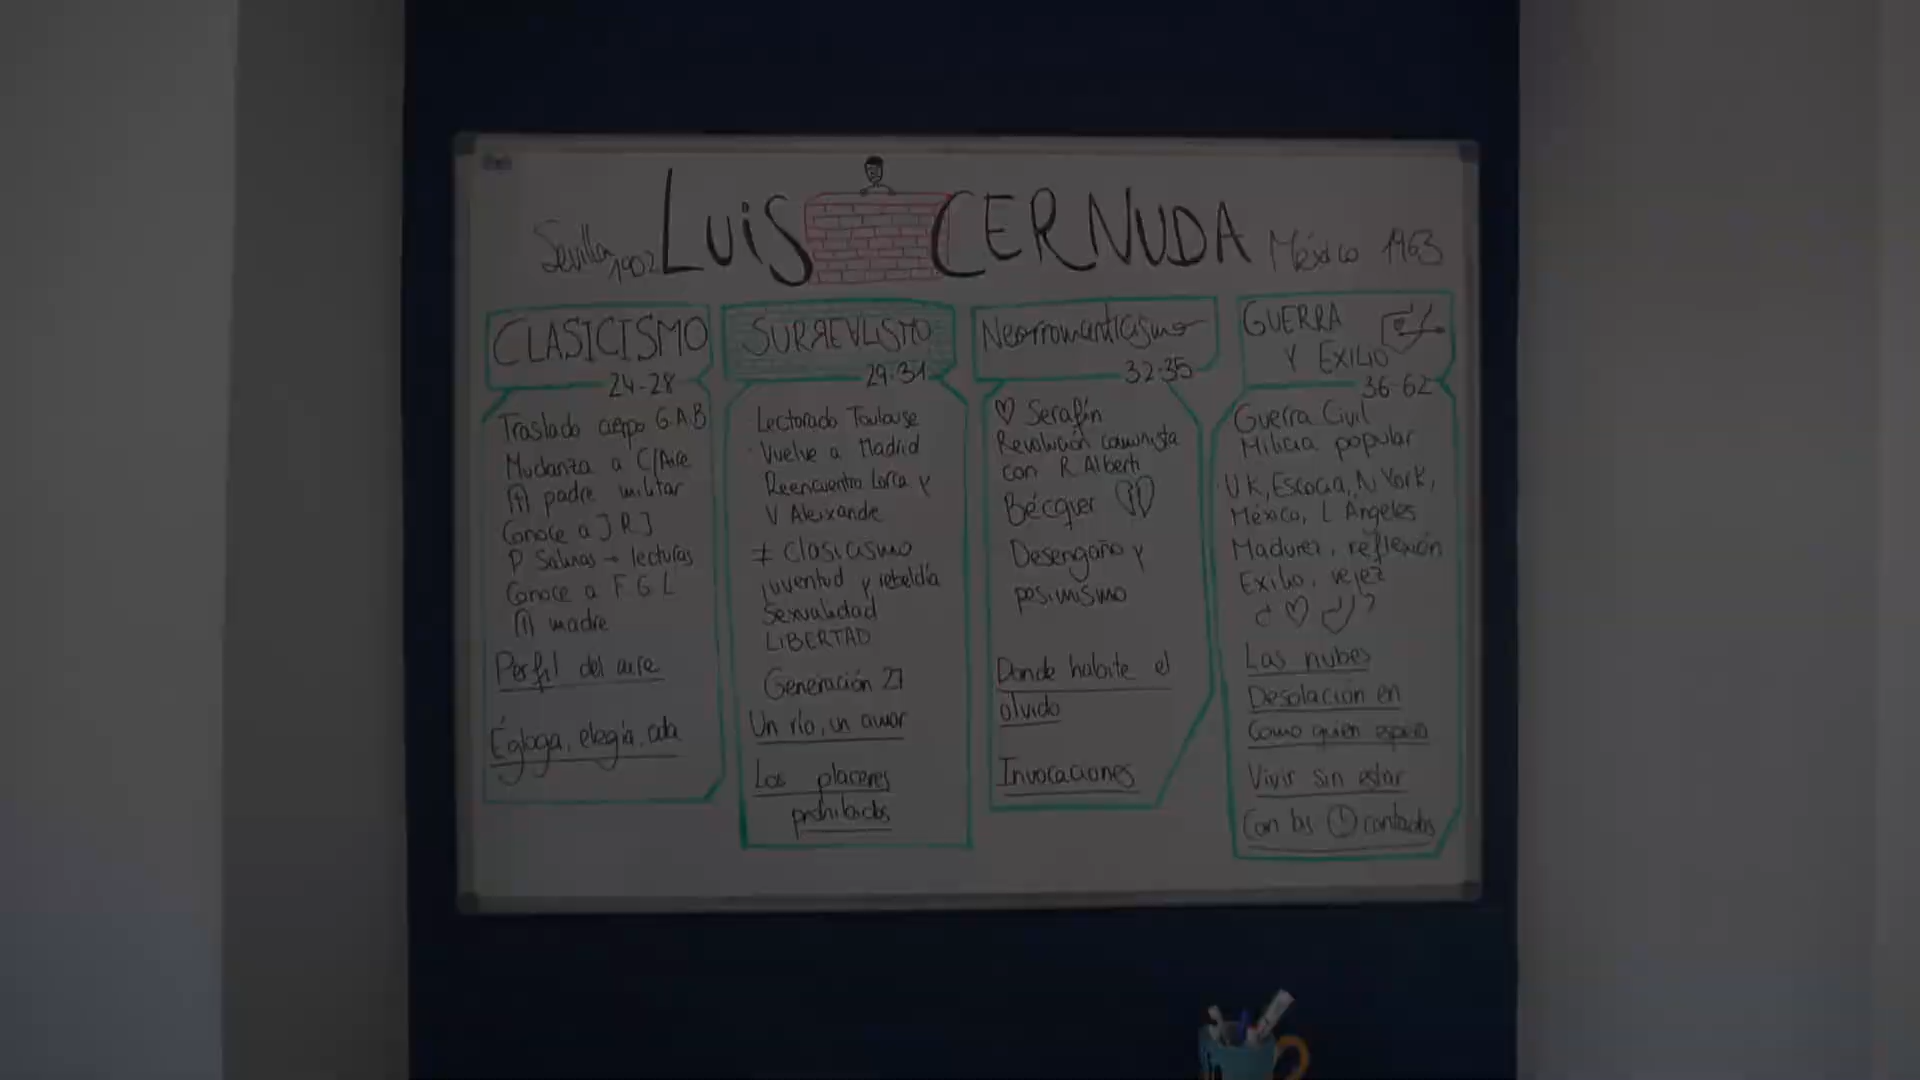 Sevilla 1902 LUIS CERNUDA México 1963
CLASICISMO
24-28
Traslado cuerpo G.A.B
Mudanza a C/Aire
padre militar
Conoce a J R J
P Salinas → lecturas
Conoce a F G L
madre
Perfil del aire
Égloga, elegía, oda
SURREALISMO
29-31
Lectorado Toulouse
Vuelve a Madrid
Reencuentro Lorca y
V Aleixandre
≠ clasicismo
juventud y rebeldía
Sexualidad
LIBERTAD
Generación 27
Un río, un amor
Los placeres
prohibidos
Neorromanticismo
32-35
♡ Serafín
Revolución comunista
con R. Alberti
Bécquer
Desengaño y
pesimismo
Donde habite el
olvido
Invocaciones
GUERRA
Y EXILIO
36-62
Guerra Civil
Milicia popular
UK, Escocia, N York,
México, L Ángeles
Madurez, reflexión
Exilio, vejez
♂ ♡ ?
Las nubes
Desolación en
Como quien espera
Vivir sin estar
Con las contadas